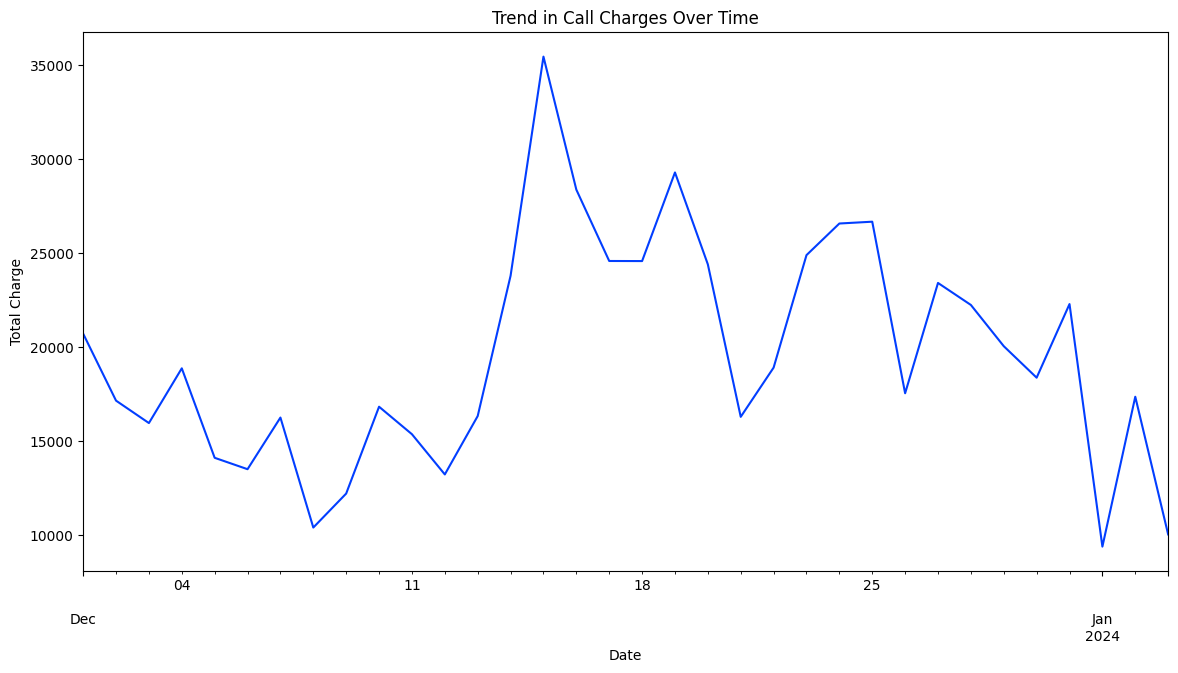 Trend in Call Charges Over Time
35000
30000
25000
20000
15000
10000
Total Charge
04
11
18
25
Dec
Jan
2024
Date